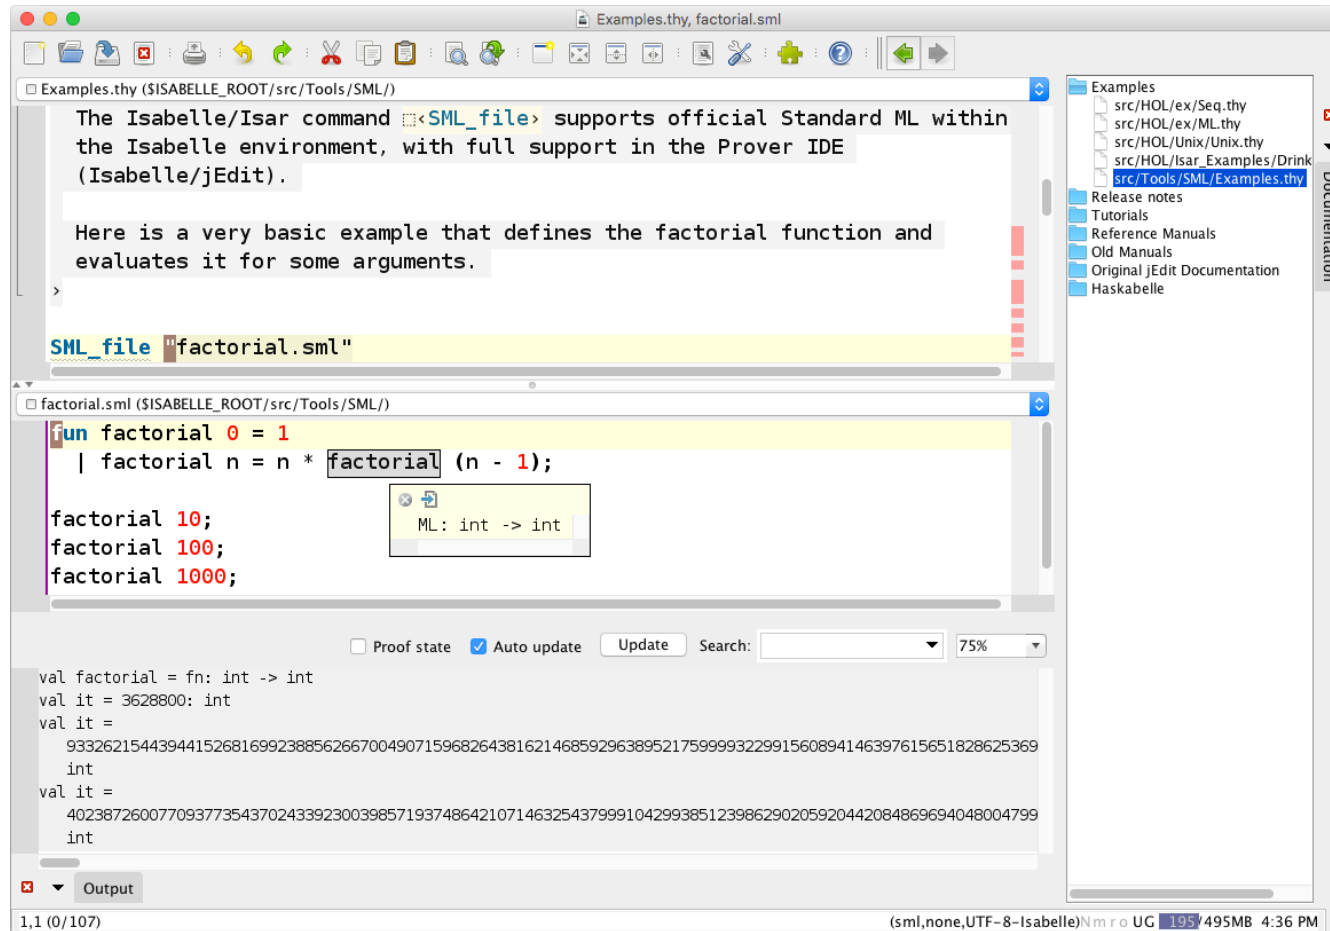 Examples.thy, factorial.sml
Examples.thy ($ISABELLE_ROOT/src/Tools/SML/)
The Isabelle/Isar command ⬚‹SML_file› supports official Standard ML within
the Isabelle environment, with full support in the Prover IDE
(Isabelle/jEdit).
Here is a very basic example that defines the factorial function and
evaluates it for some arguments.
›
SML_file "factorial.sml"
factorial.sml ($ISABELLE_ROOT/src/Tools/SML/)
fun factorial 0 = 1
| factorial n = n * factorial (n - 1);
ML: int -> int
factorial 10;
factorial 100;
factorial 1000;
Proof state Auto update Update Search: 75%
val factorial = fn: int -> int
val it = 3628800: int
val it =
9332621544394415268169923885626670049071596826438162146859296389521759999322991560894146397615651828625369
int
val it =
4023872600770937735437024339230039857193748642107146325437999104299385123986290205920442084869694048004799
int
Output
Examples
src/HOL/ex/Seq.thy
src/HOL/ex/ML.thy
src/HOL/Unix/Unix.thy
src/HOL/Isar_Examples/Drink
src/Tools/SML/Examples.thy
Release notes
Tutorials
Reference Manuals
Old Manuals
Original jEdit Documentation
Haskabelle
Documentation
1,1 (0/107)
(sml,none,UTF-8-Isabelle)N m r o UG 195/495MB 4:36 PM